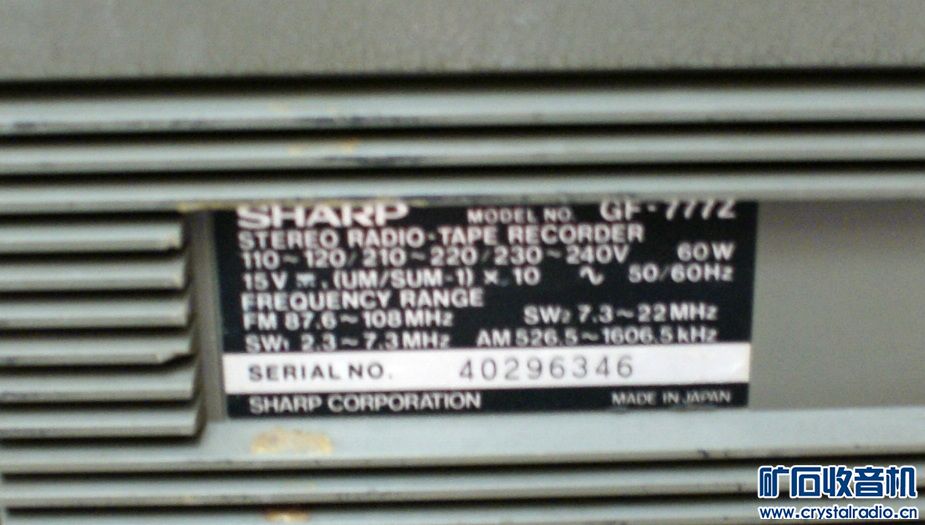 SHARP MODEL NO. GF-777Z
STEREO RADIO-TAPE RECORDER
110~120/210~220/230~240V 60W
15V ⎓. (UM/SUM-1) × 10 ∿ 50/60Hz
FREQUENCY RANGE
FM 87.6~108MHz SW2 7.3~22MHz
SW1 2.3~7.3MHz AM 526.5~1606.5kHz
SERIAL NO. 40296346
SHARP CORPORATION MADE IN JAPAN
矿石收音机
www.crystalradio.cn